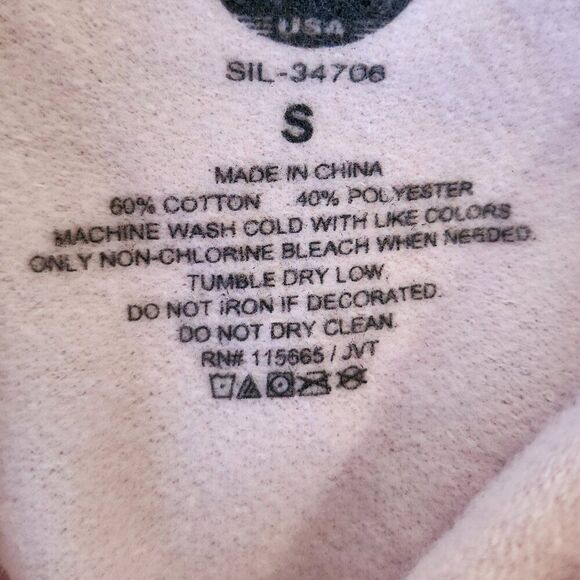 USA
SIL-34706
S
MADE IN CHINA
60% COTTON 40% POLYESTER
MACHINE WASH COLD WITH LIKE COLORS
ONLY NON-CHLORINE BLEACH WHEN NEEDED.
TUMBLE DRY LOW.
DO NOT IRON IF DECORATED.
DO NOT DRY CLEAN.
RN# 115665 / JVT